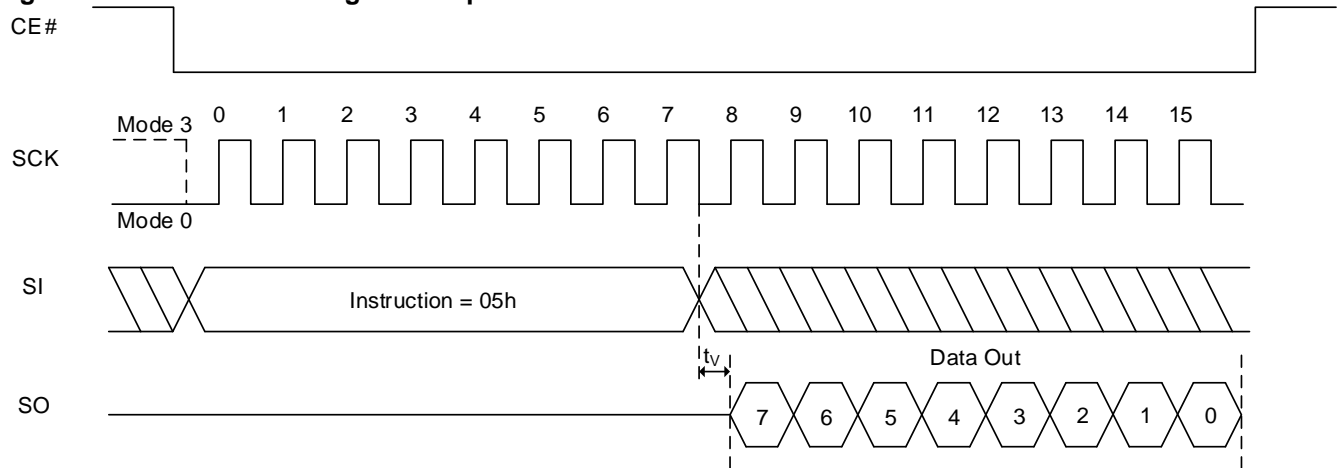 CE#
0 1 2 3 4 5 6 7 8 9 10 11 12 13 14 15
Mode 3
SCK
Mode 0
SI
Instruction = 05h
tV
Data Out
SO
7 6 5 4 3 2 1 0